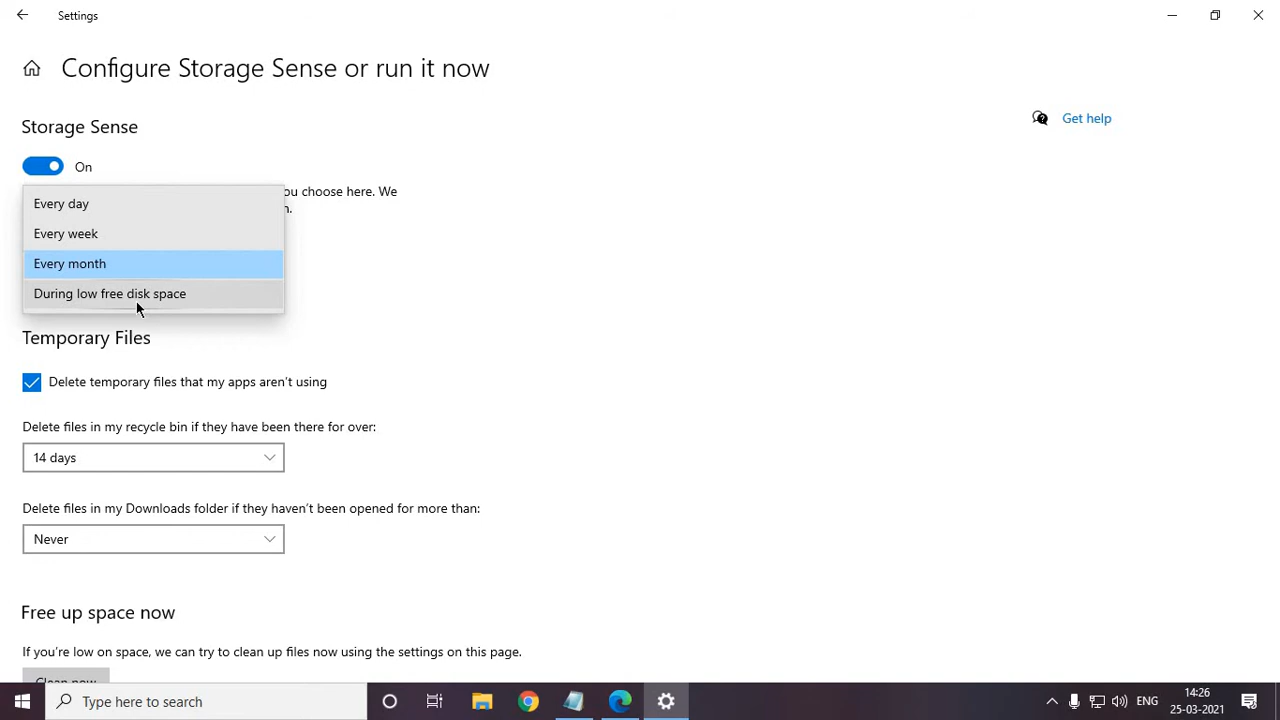 Settings
Configure Storage Sense or run it now
Storage Sense
Get help
On
ou choose here. We
n.
Every day
Every week
Every month
During low free disk space
Temporary Files
Delete temporary files that my apps aren't using
Delete files in my recycle bin if they have been there for over:
14 days
Delete files in my Downloads folder if they haven't been opened for more than:
Never
Free up space now
If you're low on space, we can try to clean up files now using the settings on this page.
Clean now
Type here to search
ENG
14:26
25-03-2021